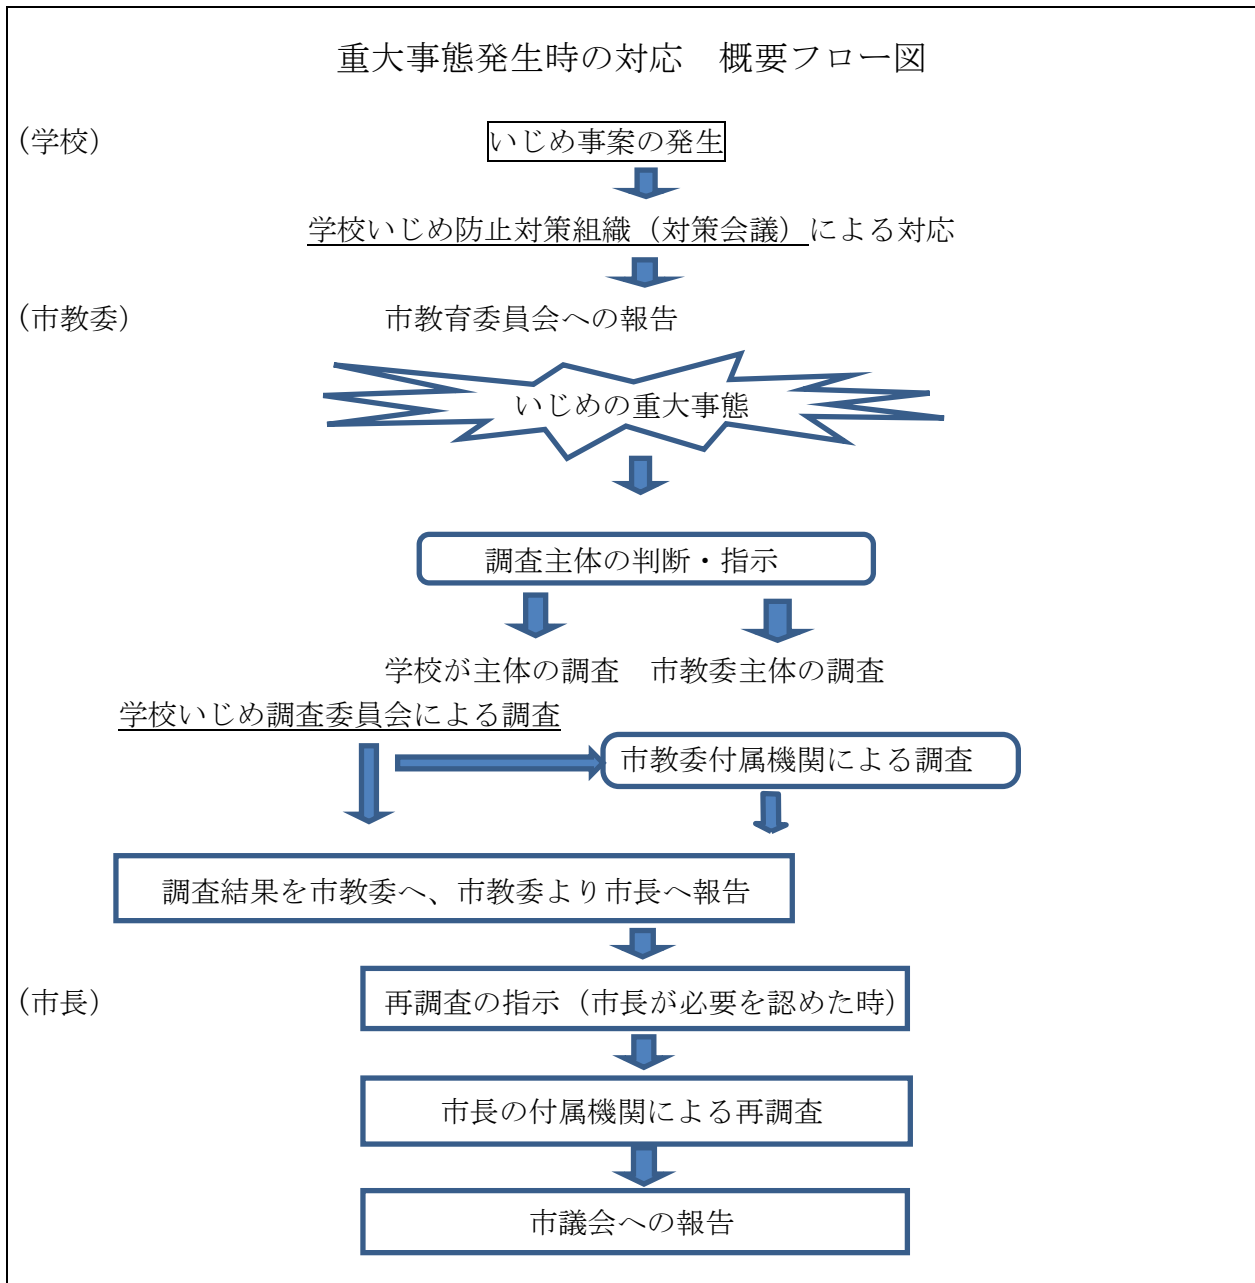 重大事態発生時の対応　概要フロー図
（学校）
いじめ事案の発生
学校いじめ防止対策組織（対策会議）による対応
（市教委）
市教育委員会への報告
いじめの重大事態
調査主体の判断・指示
学校が主体の調査　市教委主体の調査
学校いじめ調査委員会による調査
市教委付属機関による調査
調査結果を市教委へ、市教委より市長へ報告
（市長）
再調査の指示（市長が必要を認めた時）
市長の付属機関による再調査
市議会への報告